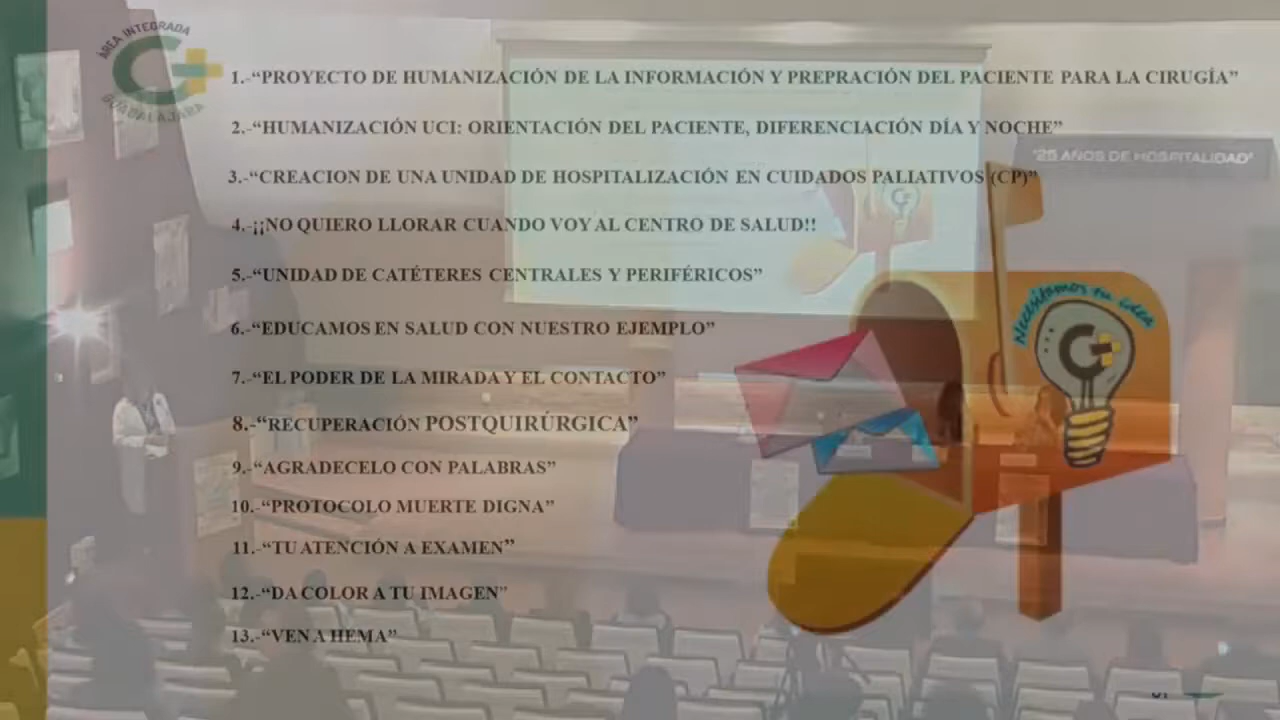 ÁREA INTEGRADA
GUADALAJARA
1.-“PROYECTO DE HUMANIZACIÓN DE LA INFORMACIÓN Y PREPRACIÓN DEL PACIENTE PARA LA CIRUGÍA”
2.-“HUMANIZACIÓN UCI: ORIENTACIÓN DEL PACIENTE, DIFERENCIACIÓN DÍA Y NOCHE”
"25 AÑOS DE HOSPITALIDAD"
3.-“CREACION DE UNA UNIDAD DE HOSPITALIZACIÓN EN CUIDADOS PALIATIVOS (CP)”
4.-¡¡NO QUIERO LLORAR CUANDO VOY AL CENTRO DE SALUD!!
5.-“UNIDAD DE CATÉTERES CENTRALES Y PERIFÉRICOS”
Necesitamos tu idea
6.-“EDUCAMOS EN SALUD CON NUESTRO EJEMPLO”
7.-“EL PODER DE LA MIRADA Y EL CONTACTO”
8.-“RECUPERACIÓN POSTQUIRÚRGICA”
9.-“AGRADECELO CON PALABRAS”
10.-“PROTOCOLO MUERTE DIGNA”
11.-“TU ATENCIÓN A EXAMEN”
12.-“DA COLOR A TU IMAGEN”
13.-“VEN A HEMA”